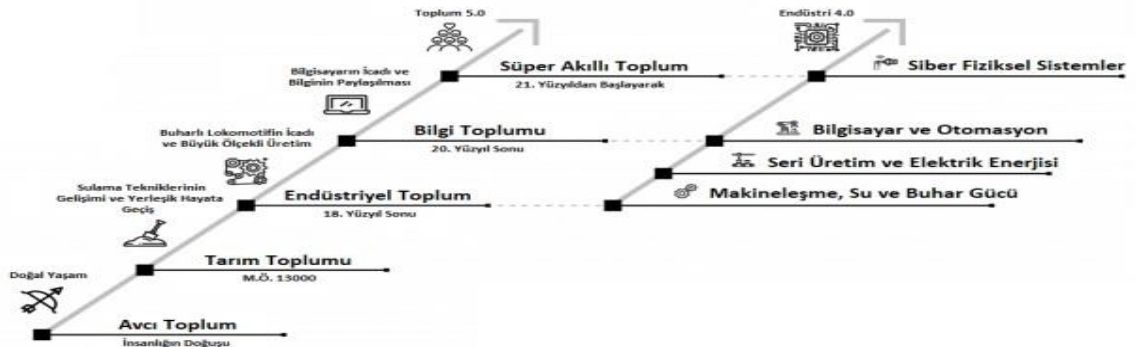 Toplum 5.0
Endüstri 4.0
Süper Akıllı Toplum
21. Yüzyıldan Başlayarak
Siber Fiziksel Sistemler
Bilgisayarın İcadı ve
Bilginin Paylaşılması
Bilgi Toplumu
20. Yüzyıl Sonu
Bilgisayar ve Otomasyon
Buharlı Lokomotifin İcadı
ve Büyük Ölçekli Üretim
Seri Üretim ve Elektrik Enerjisi
Endüstriyel Toplum
18. Yüzyıl Sonu
Makineleşme, Su ve Buhar Gücü
Sulama Tekniklerinin
Gelişimi ve Yerleşik Hayata
Geçiş
Tarım Toplumu
M.Ö. 13000
Doğal Yaşam
Avcı Toplum
İnsanlığın Doğuşu